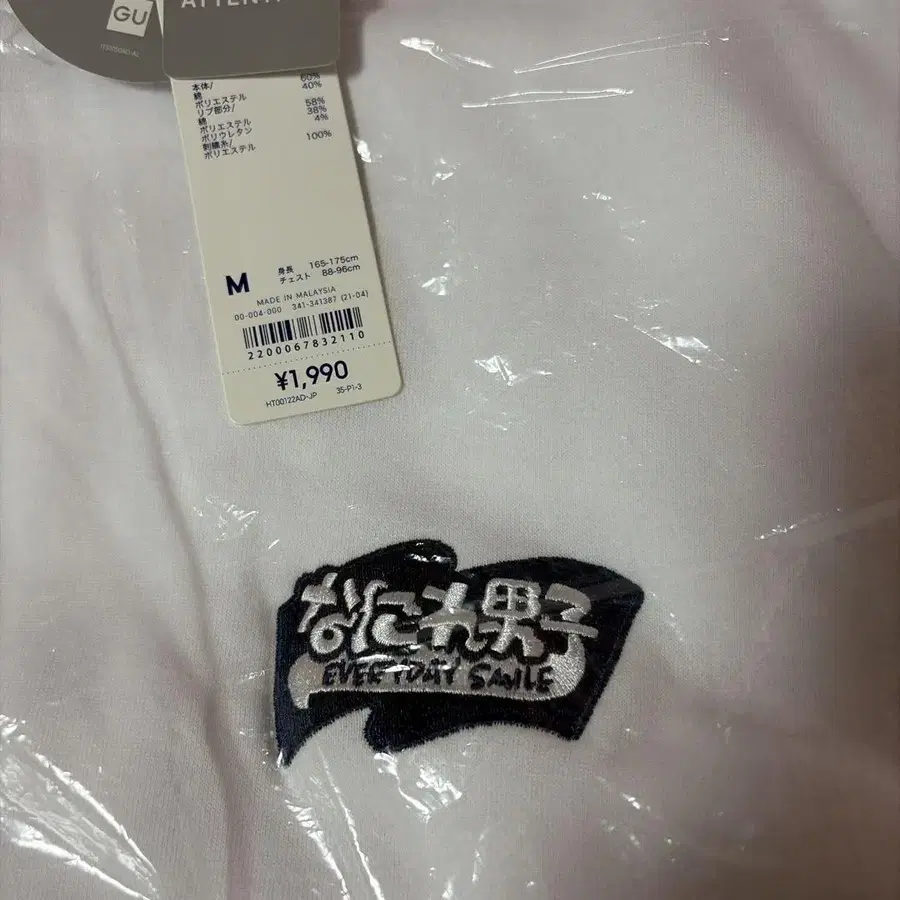 GU
本体/
綿 60%
ポリエステル 40%
リブ部分/
綿 58%
ポリエステル 38%
ポリウレタン 4%
刺繍糸/
ポリエステル 100%
M 身長 165-175cm
チェスト 88-96cm
MADE IN MALAYSIA
00-004-000 341-341387 (21-04)
2200067832110
¥1,990
HT00122AD-JP 35-P1-3
なにこれ男子
EVERYDAY SMILE